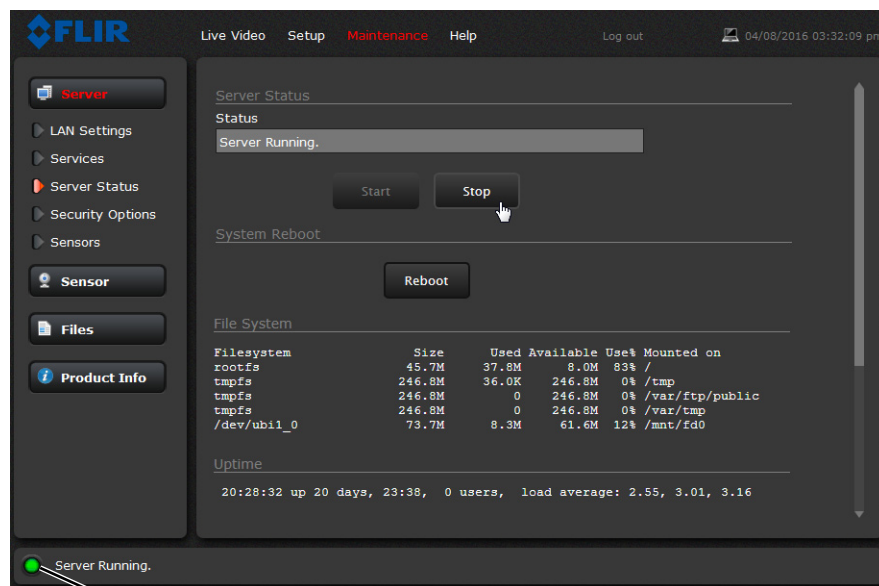 FLIR
Live Video Setup Maintenance Help Log out 04/08/2016 03:32:09 pm
Server
LAN Settings
Services
Server Status
Security Options
Sensors
Sensor
Files
Product Info
Server Status
Status
Server Running.
Start Stop
System Reboot
Reboot
File System
Filesystem Size Used Available Use% Mounted on
rootfs 45.7M 37.8M 8.0M 83% /
tmpfs 246.8M 36.0K 246.8M 0% /tmp
tmpfs 246.8M 0 246.8M 0% /var/ftp/public
tmpfs 246.8M 0 246.8M 0% /var/tmp
/dev/ubi1_0 73.7M 8.3M 61.6M 12% /mnt/fd0
Uptime
20:28:32 up 20 days, 23:38, 0 users, load average: 2.55, 3.01, 3.16
Server Running.